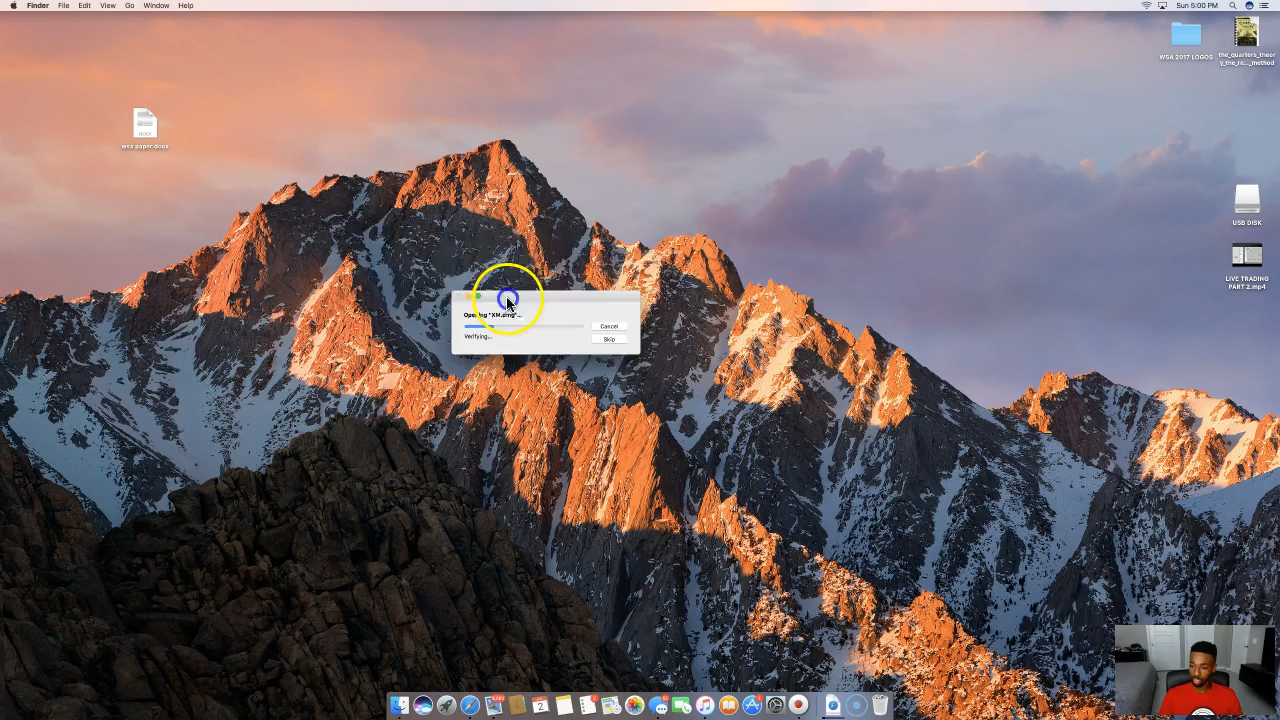 Finder File Edit View Go Window Help
Sun 5:00 PM
WSA 2017 LOGOS
the_quarters_theor
y_the_re..._method
wsa paper.docx
DOCX
USB DISK
LIVE TRADING
PART 2.mp4
Opening "XM.dmg"...
Cancel
Verifying...
Skip